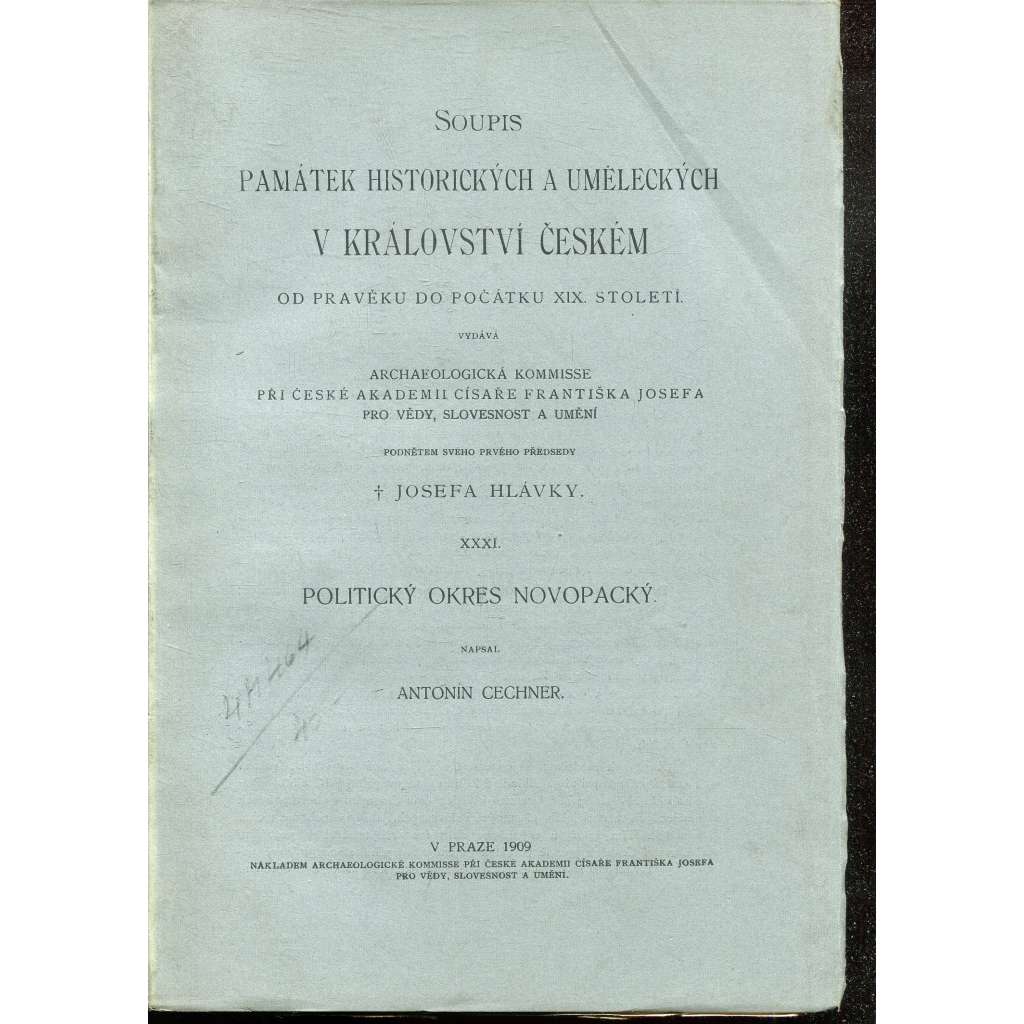 SOUPIS
PAMÁTEK HISTORICKÝCH A UMĚLECKÝCH
V KRÁLOVSTVÍ ČESKÉM
OD PRAVĚKU DO POČÁTKU XIX. STOLETÍ.
VYDÁVÁ
ARCHAEOLOGICKÁ KOMMISSE
PŘI ČESKÉ AKADEMII CÍSAŘE FRANTIŠKA JOSEFA
PRO VĚDY, SLOVESNOST A UMĚNÍ
PODNĚTEM SVEHO PRVÉHO PŘEDSEDY
† JOSEFA HLÁVKY.
XXXI.
POLITICKÝ OKRES NOVOPACKÝ.
NAPSAL
ANTONÍN CECHNER.
V PRAZE 1909
NÁKLADEM ARCHAEOLOGICKÉ KOMMISSE PŘI ČESKÉ AKADEMII CÍSAŘE FRANTIŠKA JOSEFA
PRO VĚDY, SLOVESNOST A UMĚNÍ.